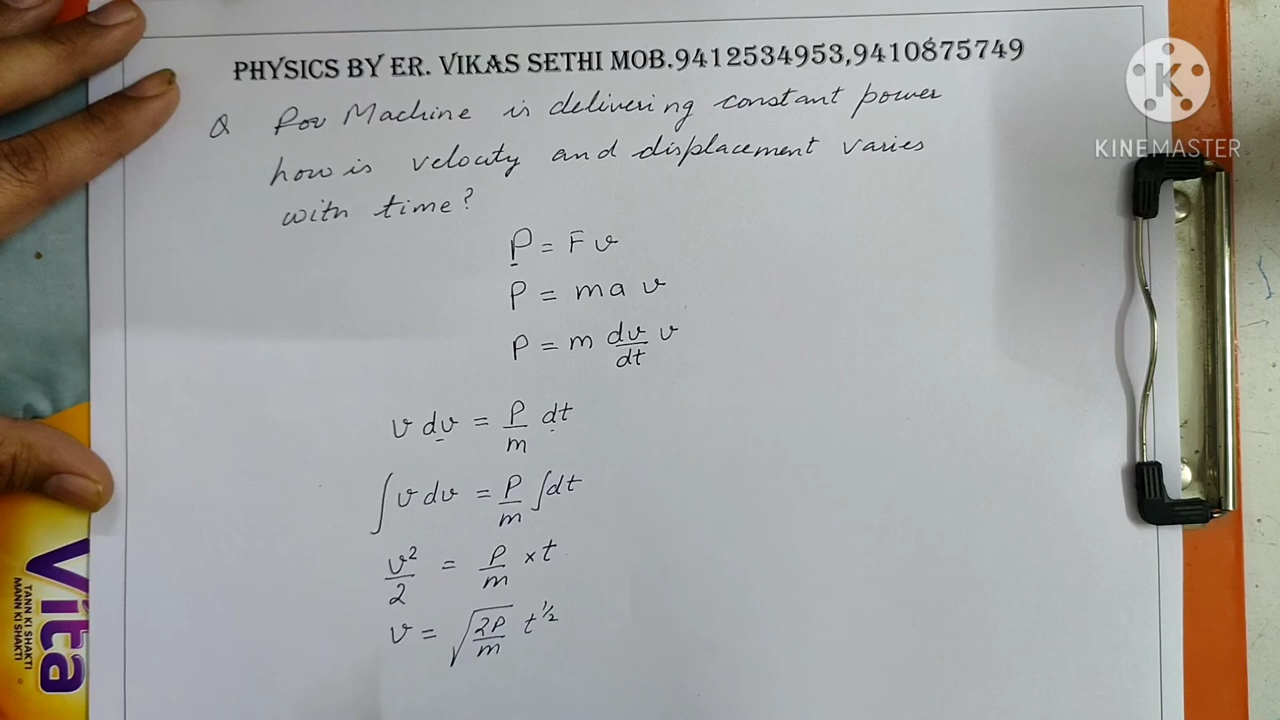 PHYSICS BY ER. VIKAS SETHI MOB.9412534953,9410875749
KINEMASTER
Q For Machine is delivering constant power
how is velocity and displacement varies
with time?
P = Fv
P = ma v
P = m dv/dt v
v dv = P/m dt
∫v dv = P/m ∫dt
v²/2 = P/m × t
v = √(2P/m) t^1/2
Vita
TANN KI SHAKTI
MANN KI SHAKTI